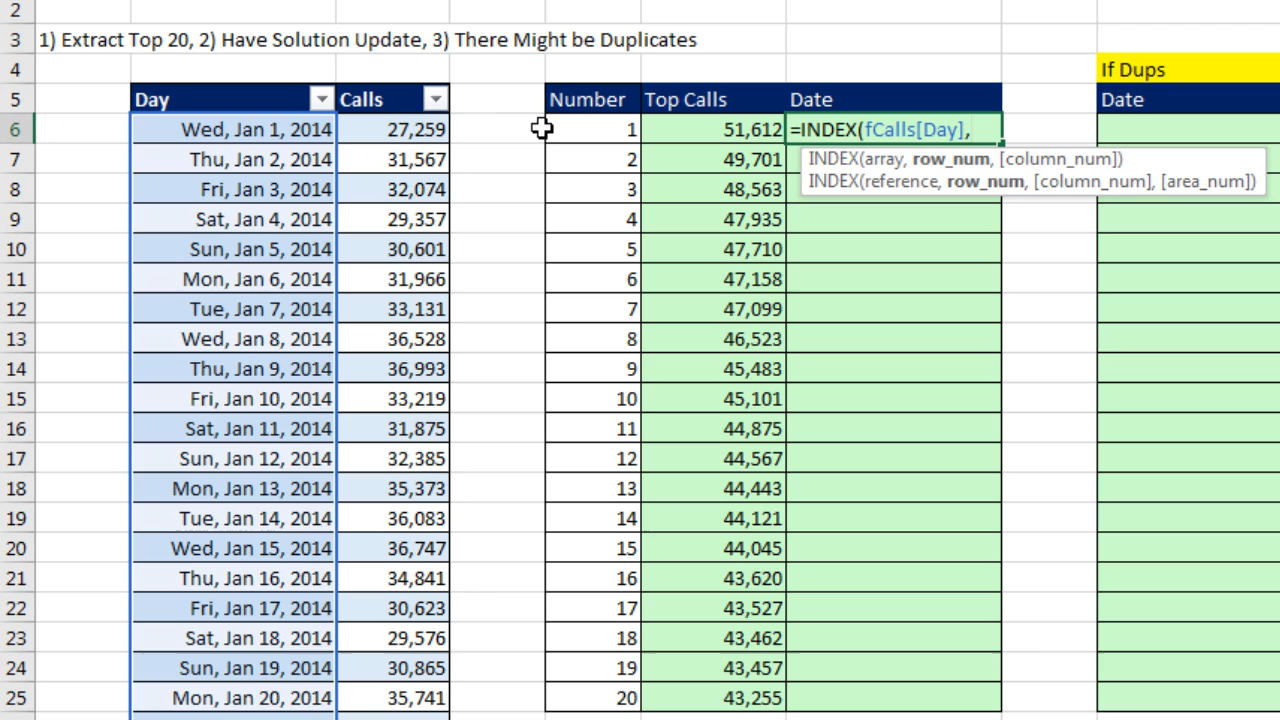 2
3 1) Extract Top 20, 2) Have Solution Update, 3) There Might be Duplicates
4 If Dups
5 Day Calls Number Top Calls Date Date
6 Wed, Jan 1, 2014 27,259 1 51,612 =INDEX(fCalls[Day],
7 Thu, Jan 2, 2014 31,567 2 49,701 INDEX(array, row_num, [column_num])
8 Fri, Jan 3, 2014 32,074 3 48,563 INDEX(reference, row_num, [column_num], [area_num])
9 Sat, Jan 4, 2014 29,357 4 47,935
10 Sun, Jan 5, 2014 30,601 5 47,710
11 Mon, Jan 6, 2014 31,966 6 47,158
12 Tue, Jan 7, 2014 33,131 7 47,099
13 Wed, Jan 8, 2014 36,528 8 46,523
14 Thu, Jan 9, 2014 36,993 9 45,483
15 Fri, Jan 10, 2014 33,219 10 45,101
16 Sat, Jan 11, 2014 31,875 11 44,875
17 Sun, Jan 12, 2014 32,385 12 44,567
18 Mon, Jan 13, 2014 35,373 13 44,443
19 Tue, Jan 14, 2014 36,083 14 44,121
20 Wed, Jan 15, 2014 36,747 15 44,045
21 Thu, Jan 16, 2014 34,841 16 43,620
22 Fri, Jan 17, 2014 30,623 17 43,527
23 Sat, Jan 18, 2014 29,576 18 43,462
24 Sun, Jan 19, 2014 30,865 19 43,457
25 Mon, Jan 20, 2014 35,741 20 43,255